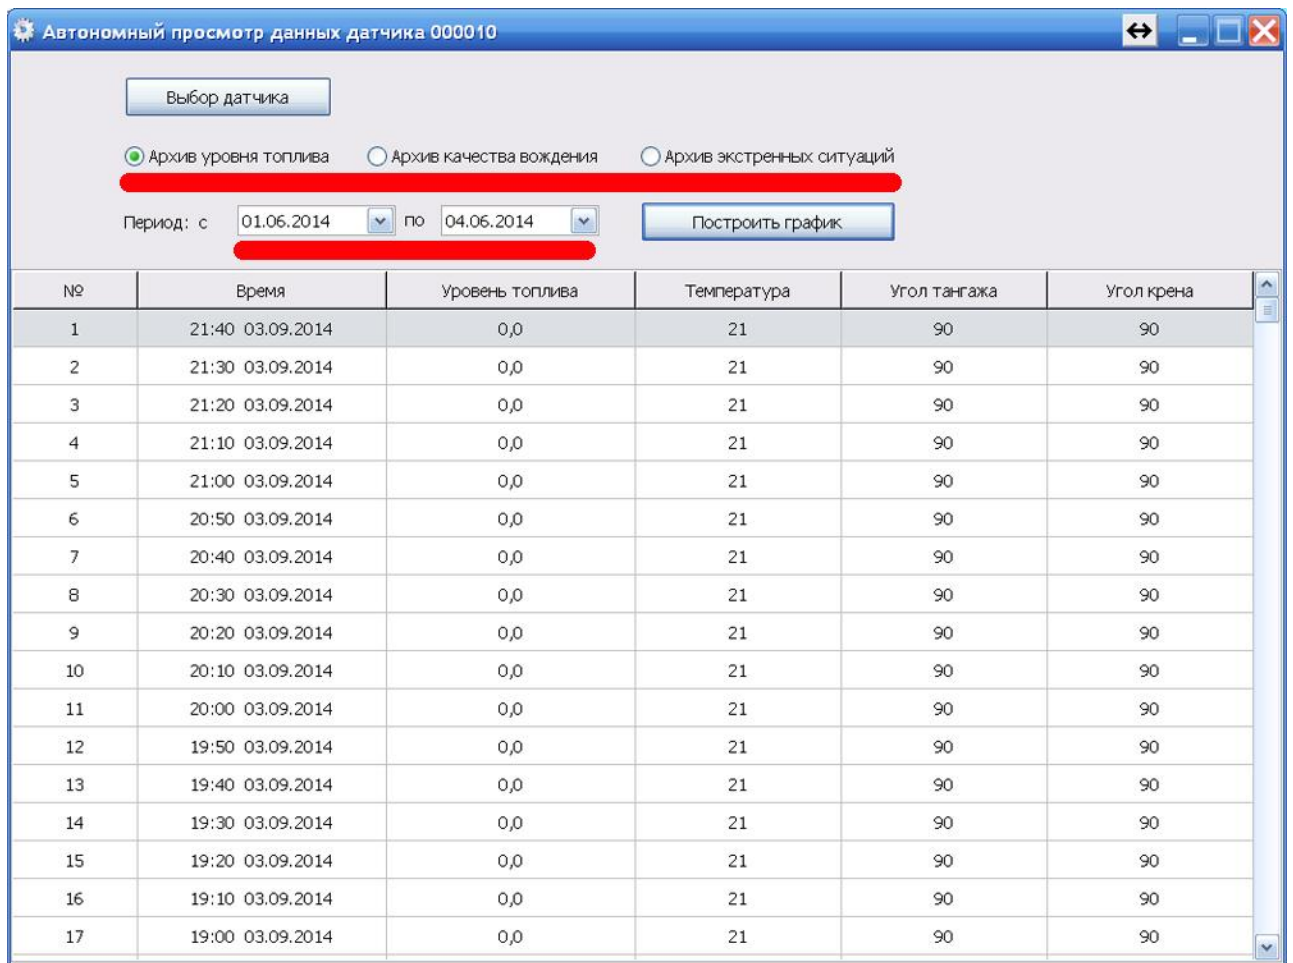 Автономный просмотр данных датчика 000010
Выбор датчика
Архив уровня топлива Архив качества вождения Архив экстренных ситуаций
Период: с 01.06.2014 по 04.06.2014 Построить график
№ Время Уровень топлива Температура Угол тангажа Угол крена
1 21:40 03.09.2014 0,0 21 90 90
2 21:30 03.09.2014 0,0 21 90 90
3 21:20 03.09.2014 0,0 21 90 90
4 21:10 03.09.2014 0,0 21 90 90
5 21:00 03.09.2014 0,0 21 90 90
6 20:50 03.09.2014 0,0 21 90 90
7 20:40 03.09.2014 0,0 21 90 90
8 20:30 03.09.2014 0,0 21 90 90
9 20:20 03.09.2014 0,0 21 90 90
10 20:10 03.09.2014 0,0 21 90 90
11 20:00 03.09.2014 0,0 21 90 90
12 19:50 03.09.2014 0,0 21 90 90
13 19:40 03.09.2014 0,0 21 90 90
14 19:30 03.09.2014 0,0 21 90 90
15 19:20 03.09.2014 0,0 21 90 90
16 19:10 03.09.2014 0,0 21 90 90
17 19:00 03.09.2014 0,0 21 90 90